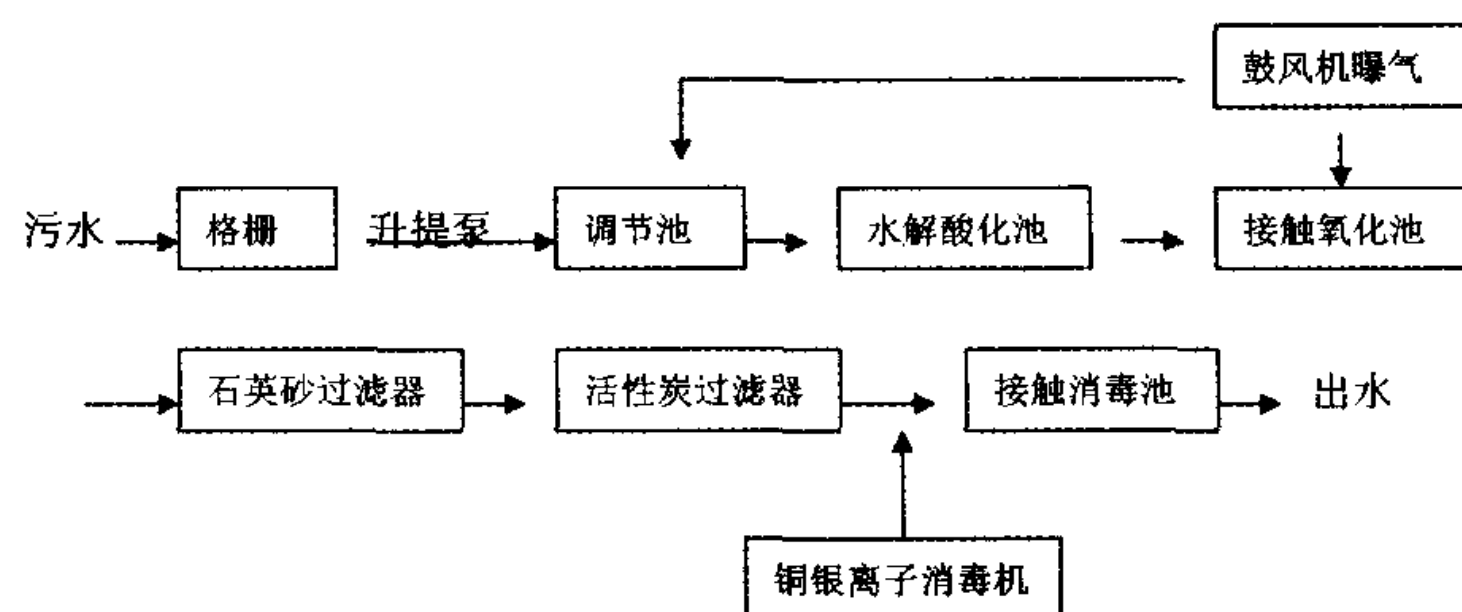 鼓风机曝气
污水 格栅 升提泵 调节池 水解酸化池 接触氧化池
石英砂过滤器 活性炭过滤器 接触消毒池 出水
铜银离子消毒机